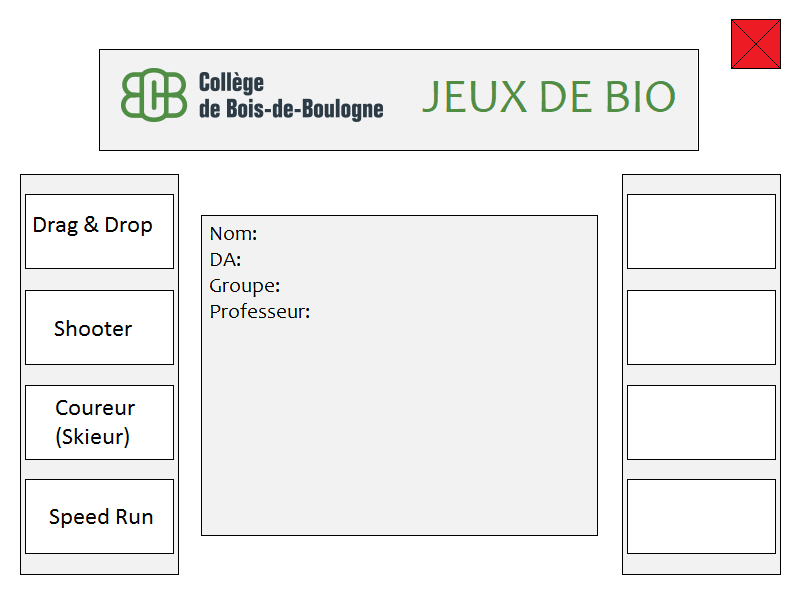 Collège
de Bois-de-Boulogne
JEUX DE BIO
Drag & Drop
Shooter
Coureur
(Skieur)
Speed Run
Nom:
DA:
Groupe:
Professeur: